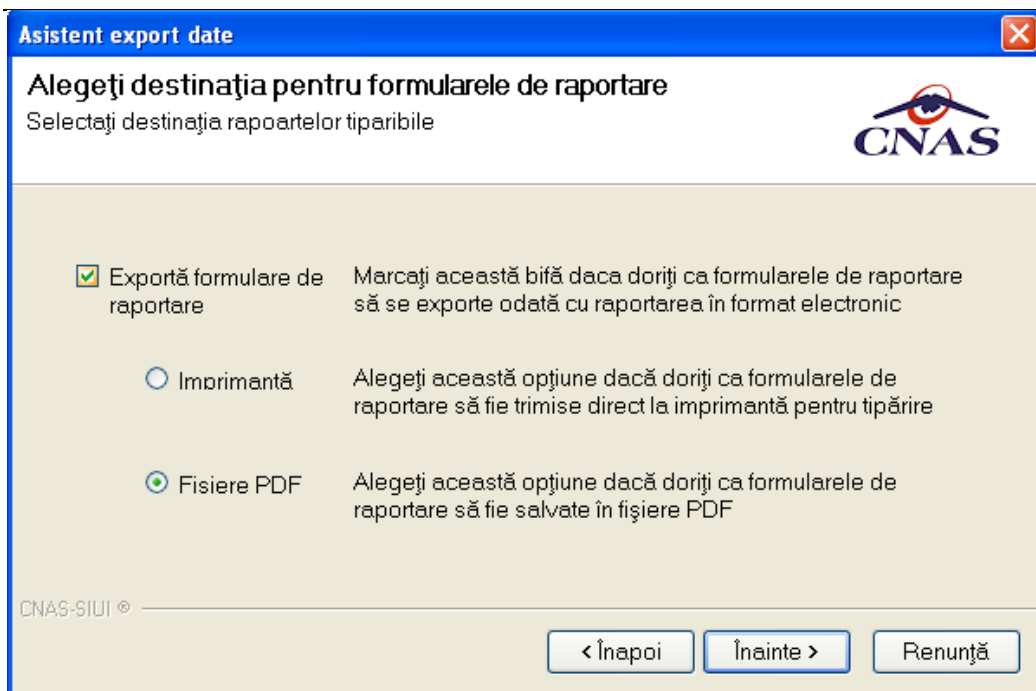 Asistent export date
Alegeţi destinaţia pentru formularele de raportare
Selectaţi destinaţia rapoartelor tiparibile
CNAS
Exportă formulare de
raportare
Marcaţi această bifă daca doriţi ca formularele de raportare
să se exporte odată cu raportarea în format electronic
Imprimantă
Alegeţi această opţiune dacă doriţi ca formularele de
raportare să fie trimise direct la imprimantă pentru tipărire
Fisiere PDF
Alegeţi această opţiune dacă doriţi ca formularele de
raportare să fie salvate în fişiere PDF
CNAS-SIUI ®
< Înapoi
Înainte >
Renunţă